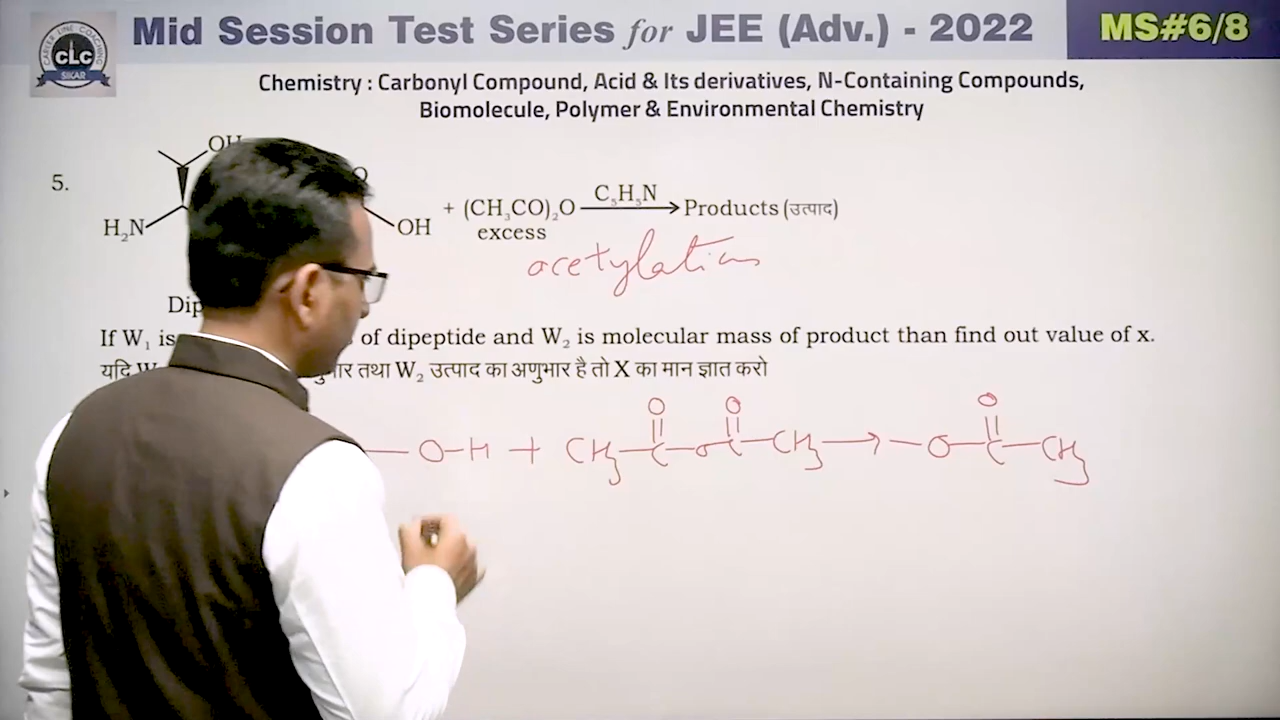 CAREER LINE COACHING
CLC
SIKAR
Mid Session Test Series for JEE (Adv.) - 2022
MS#6/8
Chemistry : Carbonyl Compound, Acid & Its derivatives, N-Containing Compounds,
Biomolecule, Polymer & Environmental Chemistry
5.
OH
H₂N
O
OH
+ (CH₃CO)₂O
C₅H₅N
Products (उत्पाद)
excess
acetylation
If W₁ is of dipeptide and W₂ is molecular mass of product than find out value of x.
यदि तथा W₂ उत्पाद का अणुभार है तो X का मान ज्ञात करो
O O O
— O-H + CH₃-C-O-C-CH₃ → -O-C-CH₃